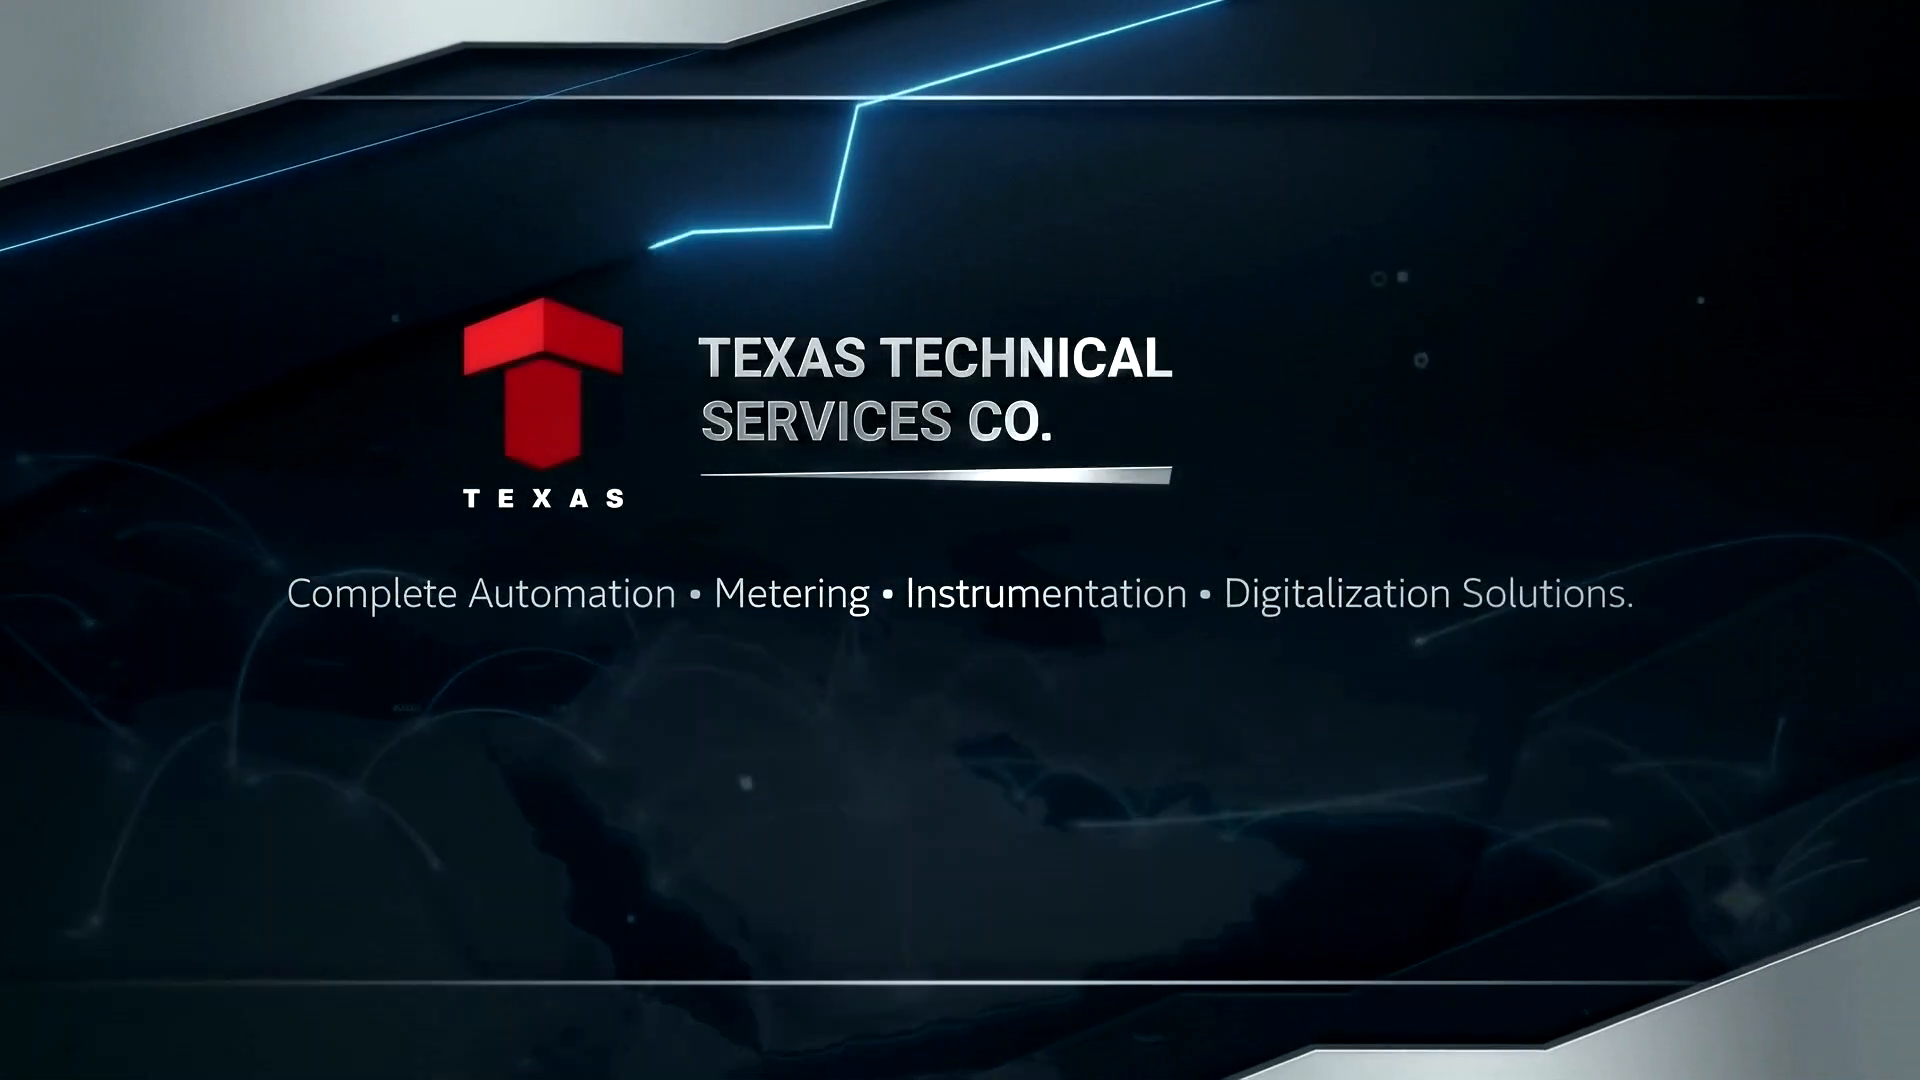 TEXAS TECHNICAL
SERVICES CO.
TEXAS
Complete Automation • Metering • Instrumentation • Digitalization Solutions.